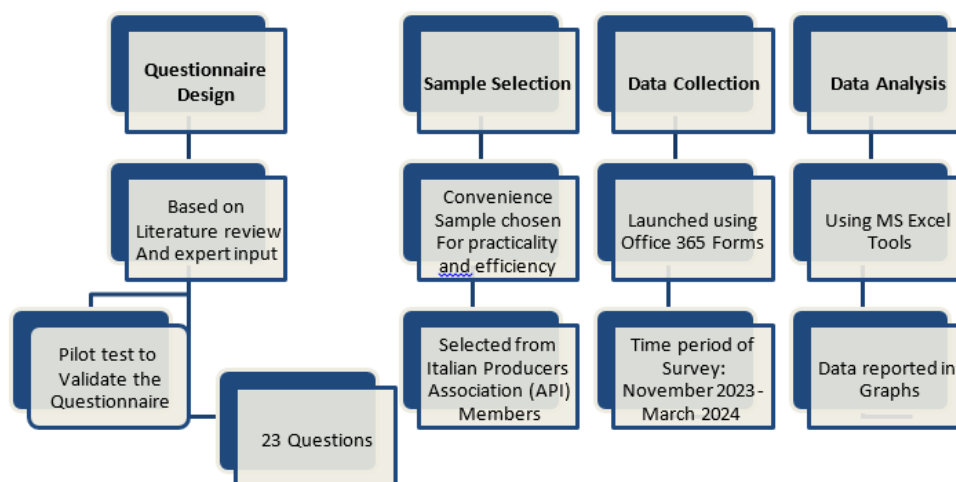 Questionnaire
Design
Based on
Literature review
And expert input
Pilot test to
Validate the
Questionnaire
23 Questions
Sample Selection
Convenience
Sample chosen
For practicality
and efficiency
Selected from
Italian Producers
Association (API)
Members
Data Collection
Launched using
Office 365 Forms
Time period of
Survey:
November 2023-
March 2024
Data Analysis
Using MS Excel
Tools
Data reported in
Graphs